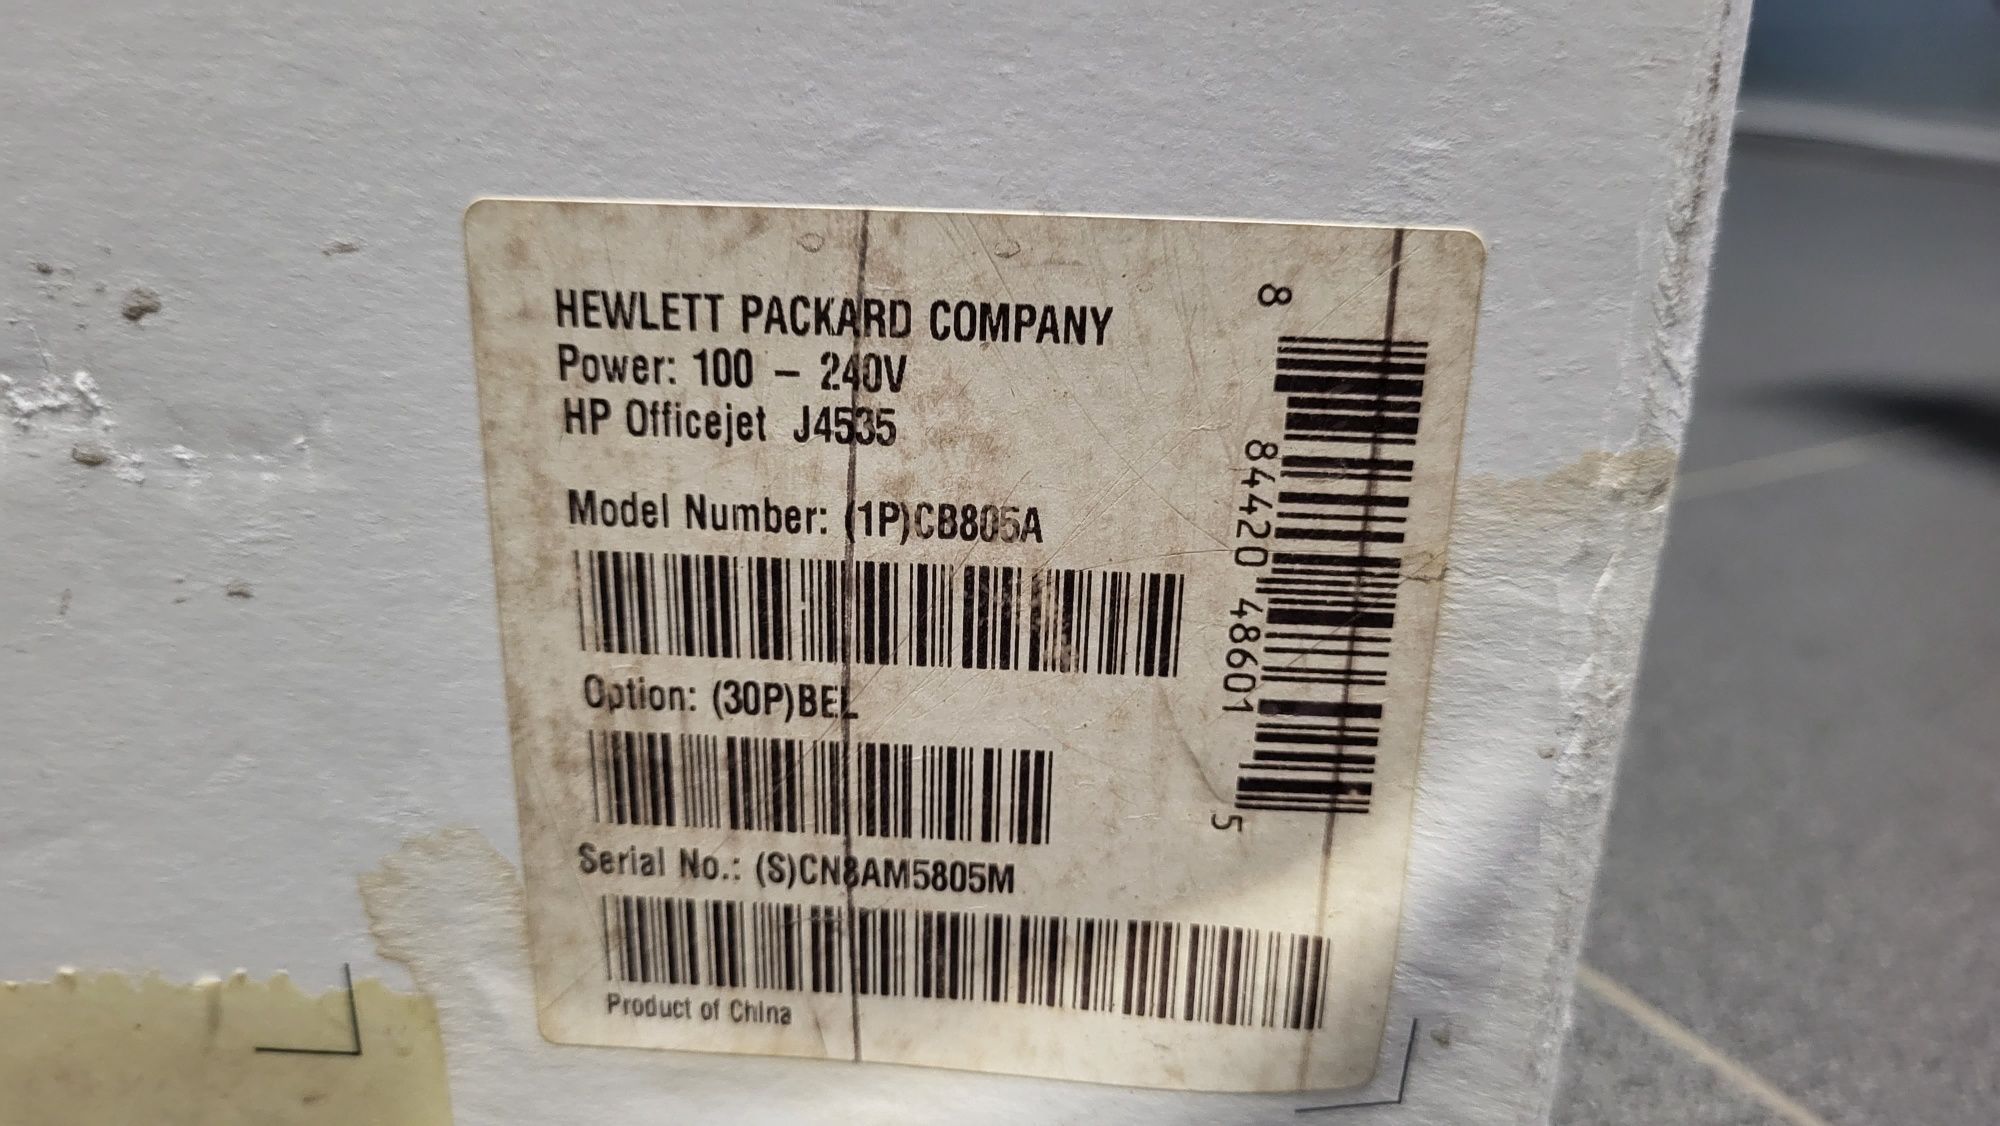 HEWLETT PACKARD COMPANY
Power: 100 – 240V
HP Officejet J4535
Model Number: (1P)CB805A
Option: (30P)BEL
Serial No.: (S)CN8AM5805M
Product of China
8 84420 48601 5